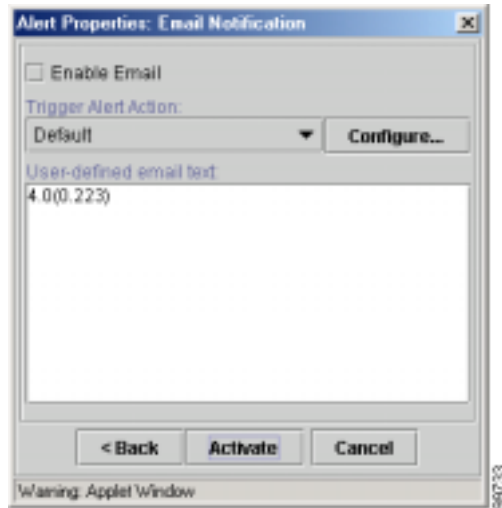 Alert Properties: Email Notification
Enable Email
Trigger Alert Action:
Default
Configure...
User-defined email text
4.0(0.223)
< Back
Activate
Cancel
Warning: Applet Window